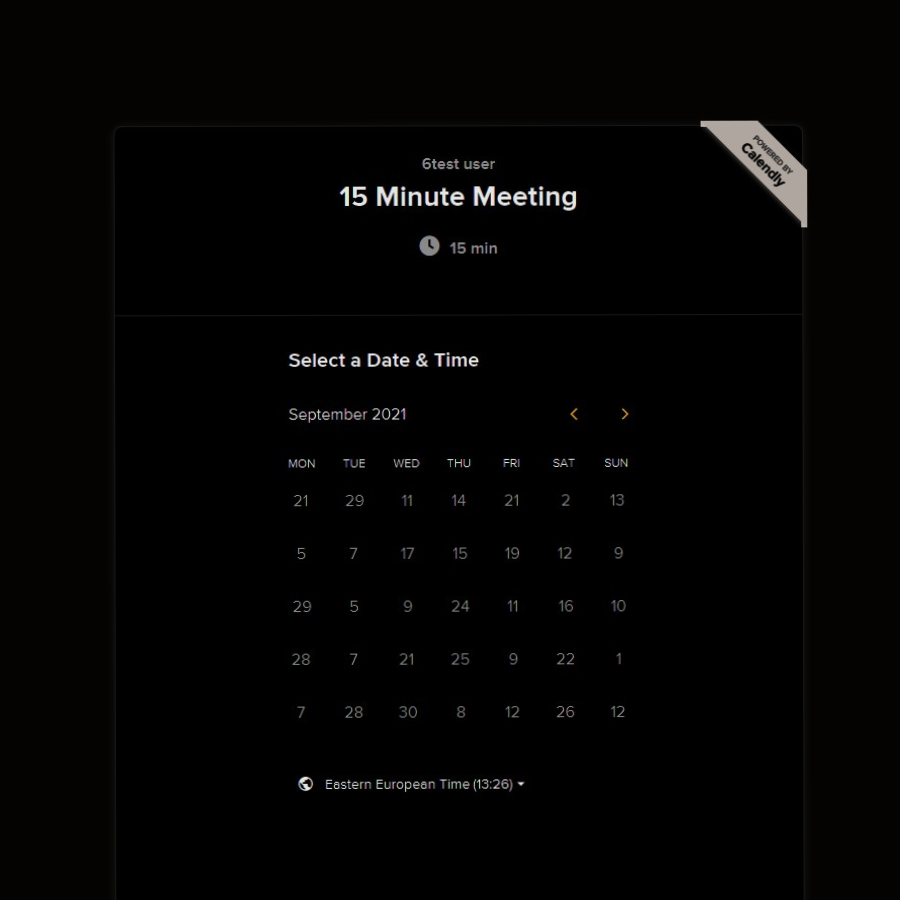 POWERED BY
Calendly
6test user
15 Minute Meeting
15 min
Select a Date & Time
September 2021
MON TUE WED THU FRI SAT SUN
21 29 11 14 21 2 13
5 7 17 15 19 12 9
29 5 9 24 11 16 10
28 7 21 25 9 22 1
7 28 30 8 12 26 12
Eastern European Time (13:26)